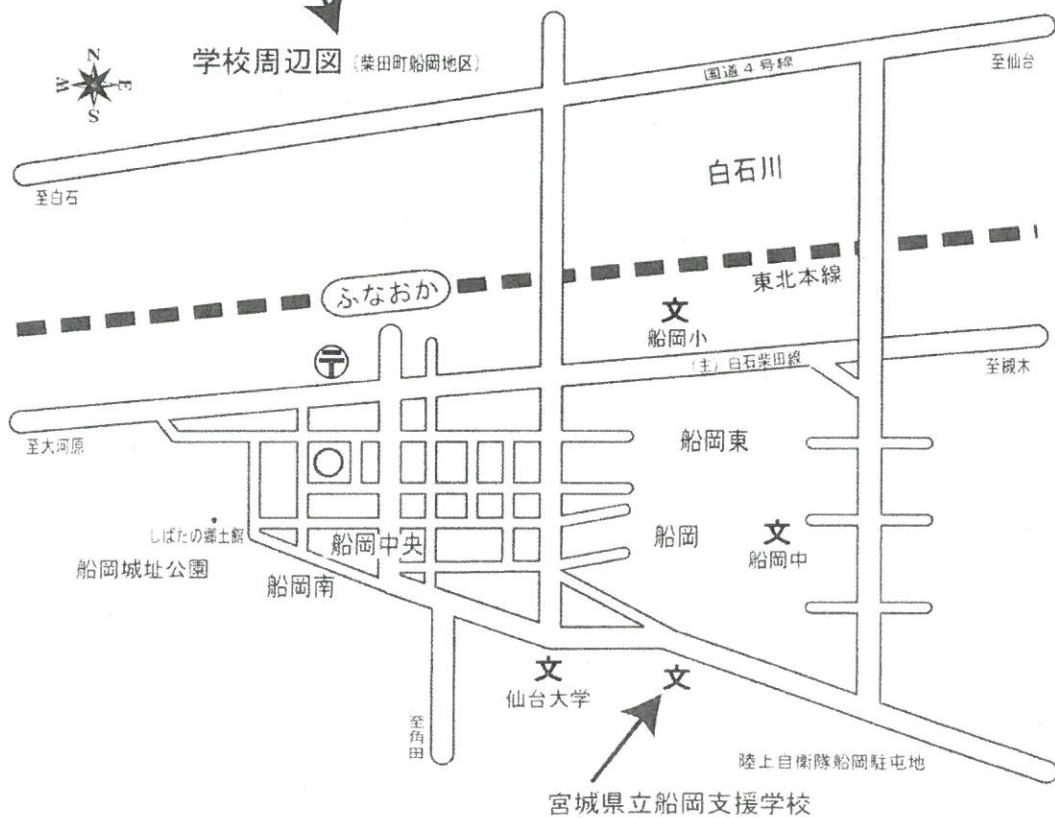 学校周辺図（柴田町船岡地区）
N
W
E
S
国道４号線
至仙台
至白石
白石川
ふなおか
東北本線
文
船岡小
〒
(主) 白石柴田線
至槻木
至大河原
船岡東
しばたの郷土館
船岡中央
船岡
文
船岡中
船岡城址公園
船岡南
文
仙台大学
文
至角田
陸上自衛隊船岡駐屯地
宮城県立船岡支援学校